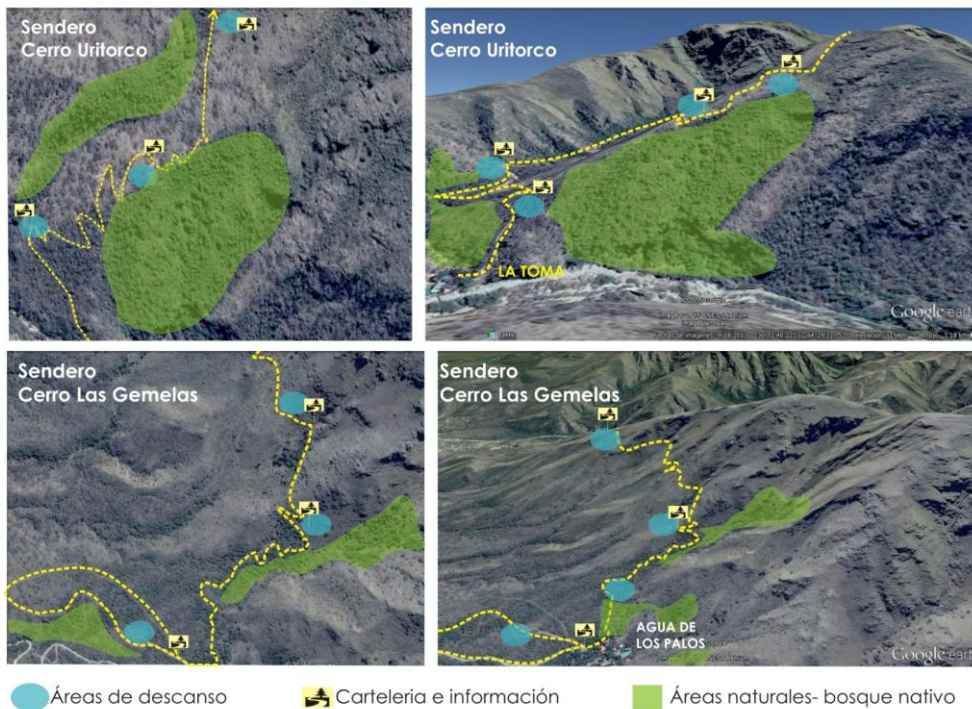 Sendero
Cerro Uritorco
Sendero
Cerro Uritorco
LA TOMA
Google earth
Sendero
Cerro Las Gemelas
Sendero
Cerro Las Gemelas
AGUA DE
LOS PALOS
Google earth
Áreas de descanso
Carteleria e información
Áreas naturales- bosque nativo